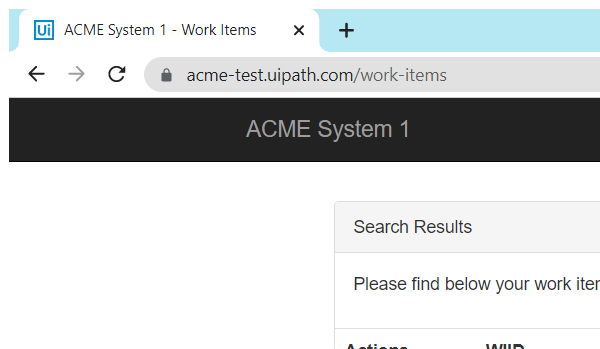 Ui ACME System 1 - Work Items
acme-test.uipath.com/work-items
ACME System 1
Search Results
Please find below your work
Actions WIID